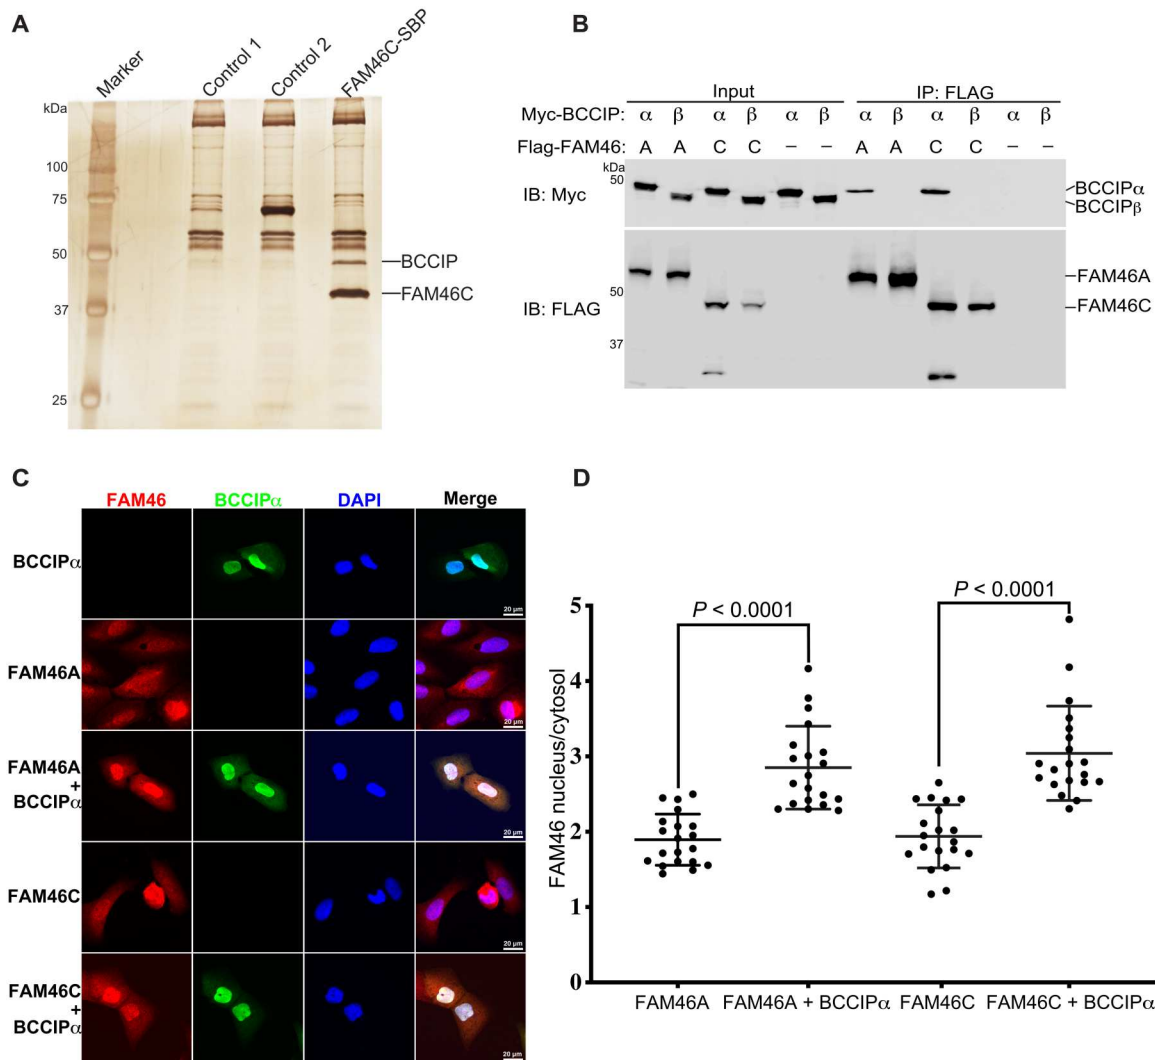 A
Marker
Control 1
Control 2
FAM46C-SBP
kDa
100
75
50
37
25
BCCIP
FAM46C
B
Input
IP: FLAG
Myc-BCCIP: α β α β α β α β α β α β
Flag-FAM46: A A C C – – A A C C – –
kDa
50
IB: Myc
BCCIPα
BCCIPβ
50
37
IB: FLAG
FAM46A
FAM46C
C
FAM46 BCCIPα DAPI Merge
BCCIPα
20 μm
FAM46A
20 μm
FAM46A
+
BCCIPα
20 μm
FAM46C
20 μm
FAM46C
+
BCCIPα
20 μm
D
P < 0.0001
P < 0.0001
FAM46 nucleus/cytosol
5
4
3
2
1
0
FAM46A FAM46A + BCCIPα FAM46C FAM46C + BCCIPα